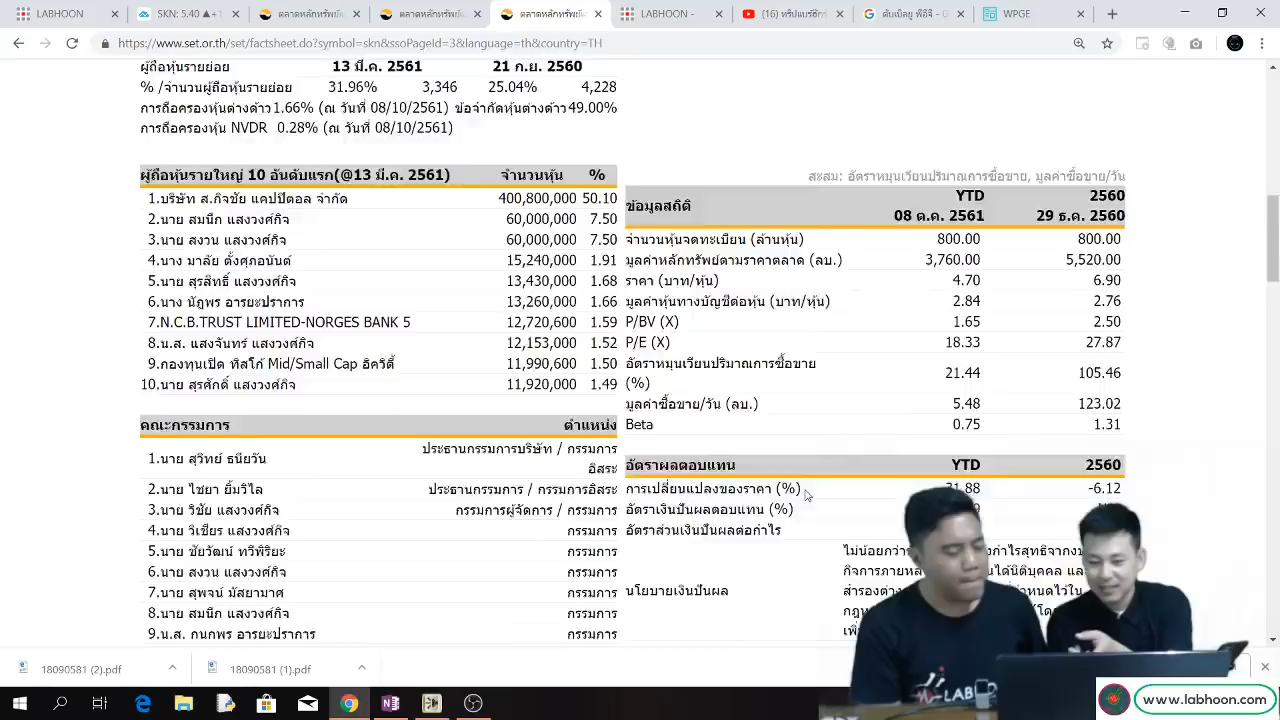 LABHOON
SKN: 540 ▲+1
ตลาดหลักทรัพย์
ตลาดหลักทรัพย์
ตลาดหลักทรัพย์
LABHOON -
(16) ทริปแบรธิกร์
ดับเบิลยู พีจีอี - G
WPGE
https://www.set.or.th/set/factsheet.do?symbol=skn&ssoPageId=3&language=th&country=TH
ผู้ถือหุ้นรายย่อย 13 มี.ค. 2561 21 ก.ย. 2560
% /จำนวนผู้ถือหุ้นรายย่อย 31.96% 3,346 25.04% 4,228
การถือครองหุ้นต่างด้าว 1.66% (ณ วันที่ 08/10/2561) ข้อจำกัดหุ้นต่างด้าว 49.00%
การถือครองหุ้น NVDR 0.28% (ณ วันที่ 08/10/2561)
ผู้ถือหุ้นรายใหญ่ 10 อันดับแรก(@13 มี.ค. 2561) จำนวนหุ้น %
1.บริษัท ส.กิจชัย แคปปิตอล จำกัด 400,800,000 50.10
2.นาย สมนึก แสงวงศ์กิจ 60,000,000 7.50
3.นาย สงวน แสงวงศ์กิจ 60,000,000 7.50
4.นาง มาลัย ตั้งศุภอนันต์ 15,240,000 1.91
5.นาย สุรสิทธิ์ แสงวงศ์กิจ 13,430,000 1.68
6.นาง นัฎพร อารยะปราการ 13,260,000 1.66
7.N.C.B.TRUST LIMITED-NORGES BANK 5 12,720,600 1.59
8.น.ส. แสงจันทร์ แสงวงศ์กิจ 12,153,000 1.52
9.กองทุนเปิด ทิสโก้ Mid/Small Cap อิควิตี้ 11,990,600 1.50
10.นาย สุรศักดิ์ แสงวงศ์กิจ 11,920,000 1.49
คณะกรรมการ ตำแหน่ง
1.นาย สุวิทย์ ธนียวัน ประธานกรรมการบริษัท / กรรมการอิสระ
2.นาย ไชยา ยิ้มวิไล ประธานกรรมการ / กรรมการอิสระ
3.นาย วิชัย แสงวงศ์กิจ กรรมการผู้จัดการ / กรรมการ
4.นาย วิเชียร แสงวงศ์กิจ กรรมการ
5.นาย ชัยวัฒน์ ทวีพิริยะ กรรมการ
6.นาย สงวน แสงวงศ์กิจ กรรมการ
7.นาย สุพจน์ มัสยามาศ กรรมการ
8.นาย สมนึก แสงวงศ์กิจ กรรมการ
9.น.ส. กนกพร อารยะปราการ กรรมการ
สะสม: อัตราหมุนเวียนปริมาณการซื้อขาย, มูลค่าซื้อขาย/วัน
ข้อมูลสถิติ YTD 2560
08 ต.ค. 2561 29 ธ.ค. 2560
จำนวนหุ้นจดทะเบียน (ล้านหุ้น) 800.00 800.00
มูลค่าหลักทรัพย์ตามราคาตลาด (ลบ.) 3,760.00 5,520.00
ราคา (บาท/หุ้น) 4.70 6.90
มูลค่าหุ้นทางบัญชีต่อหุ้น (บาท/หุ้น) 2.84 2.76
P/BV (X) 1.65 2.50
P/E (X) 18.33 27.87
อัตราหมุนเวียนปริมาณการซื้อขาย (%) 21.44 105.46
มูลค่าซื้อขาย/วัน (ลบ.) 5.48 123.02
Beta 0.75 1.31
อัตราผลตอบแทน YTD 2560
การเปลี่ยนแปลงของราคา (%) 31.88 -6.12
อัตราเงินปันผลตอบแทน (%)
อัตราส่วนเงินปันผลต่อกำไร
นโยบายเงินปันผล
ไม่น้อยกว่า กำไรสุทธิจาก
กิจการภายหลัง
สำรองต่าง
18090581 (2).pdf
18090581 (1).pdf
LAB
www.labhoon.com